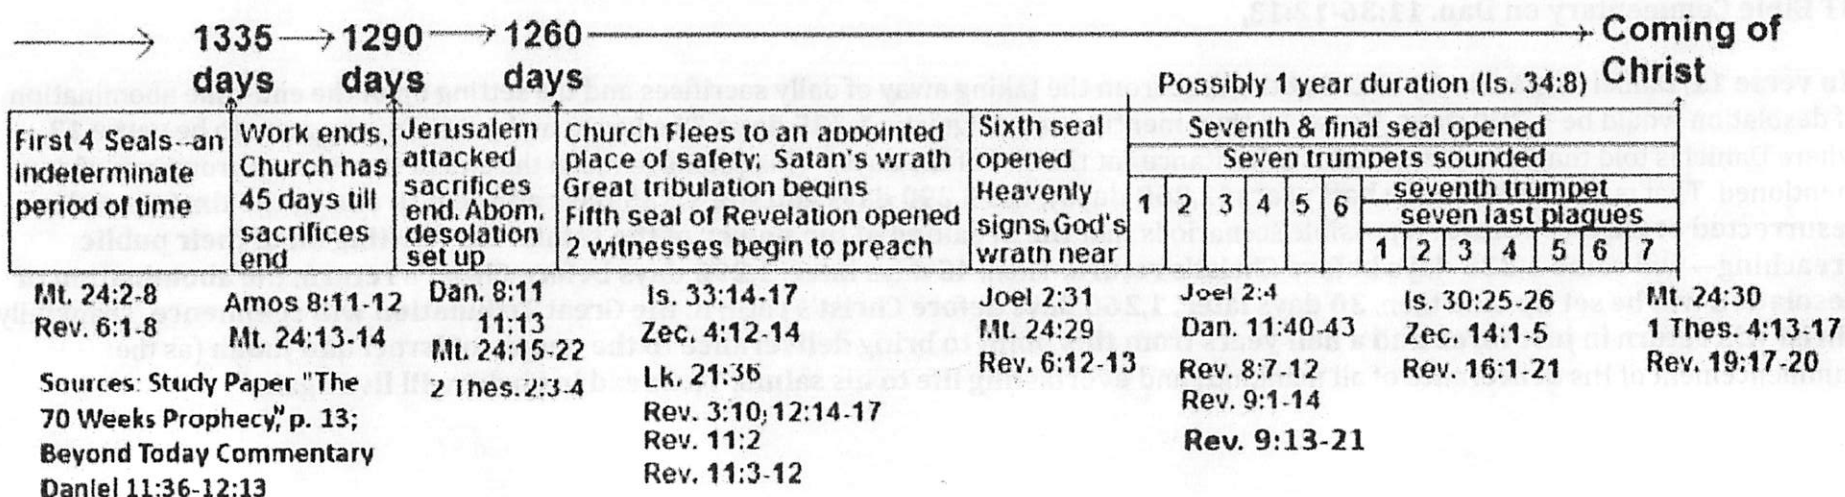 1335 → 1290 → 1260 → Coming of
days days days Christ
Possibly 1 year duration (Is. 34:8)
First 4 Seals--an
indeterminate
period of time
Work ends,
Church has
45 days till
sacrifices
end
Jerusalem
attacked
sacrifices
end. Abom.
desolation
set up
Church Flees to an appointed
place of safety; Satan's wrath
Great tribulation begins
Fifth seal of Revelation opened
2 witnesses begin to preach
Sixth seal
opened
Heavenly
signs,God's
wrath near
Seventh & final seal opened
Seven trumpets sounded
1 2 3 4 5 6
seventh trumpet
seven last plagues
1 2 3 4 5 6 7
Mt. 24:2-8
Rev. 6:1-8
Amos 8:11-12
Mt. 24:13-14
Dan 8:11
11:13
Mt. 24:15-22
2 Thes. 2:3-4
Is. 33:14-17
Zec. 4:12-14
Lk. 21:36
Rev. 3:10; 12:14-17
Rev. 11:2
Rev. 11:3-12
Joel 2:31
Mt. 24:29
Rev. 6:12-13
Joel 2:4
Dan. 11:40-43
Rev. 8:7-12
Rev. 9:1-14
Rev. 9:13-21
Is. 30:25-26
Zec. 14:1-5
Rev. 16:1-21
Mt. 24:30
1 Thes. 4:13-17
Rev. 19:17-20
Sources: Study Paper, "The
70 Weeks Prophecy," p. 13;
Beyond Today Commentary
Daniel 11:36-12:13